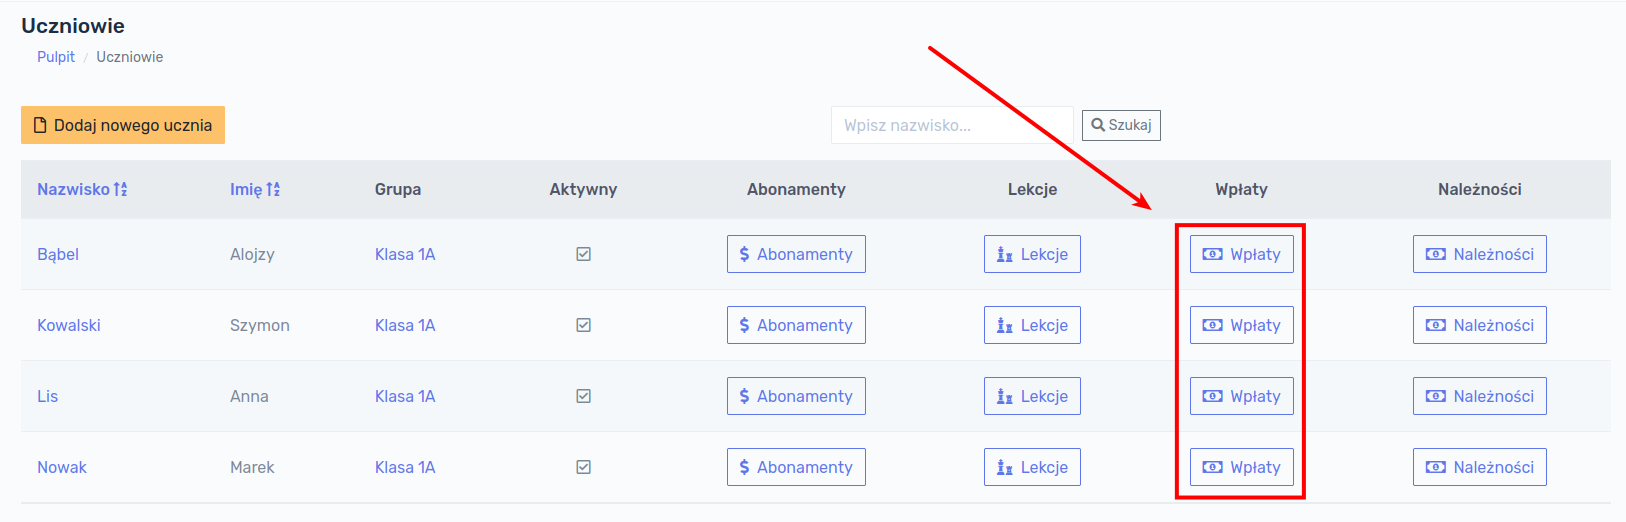 Uczniowie
Pulpit / Uczniowie
Dodaj nowego ucznia Wpisz nazwisko... Szukaj
Nazwisko Imię Grupa Aktywny Abonamenty Lekcje Wpłaty Należności
Bąbel Alojzy Klasa 1A $ Abonamenty Lekcje Wpłaty Należności
Kowalski Szymon Klasa 1A $ Abonamenty Lekcje Wpłaty Należności
Lis Anna Klasa 1A $ Abonamenty Lekcje Wpłaty Należności
Nowak Marek Klasa 1A $ Abonamenty Lekcje Wpłaty Należności